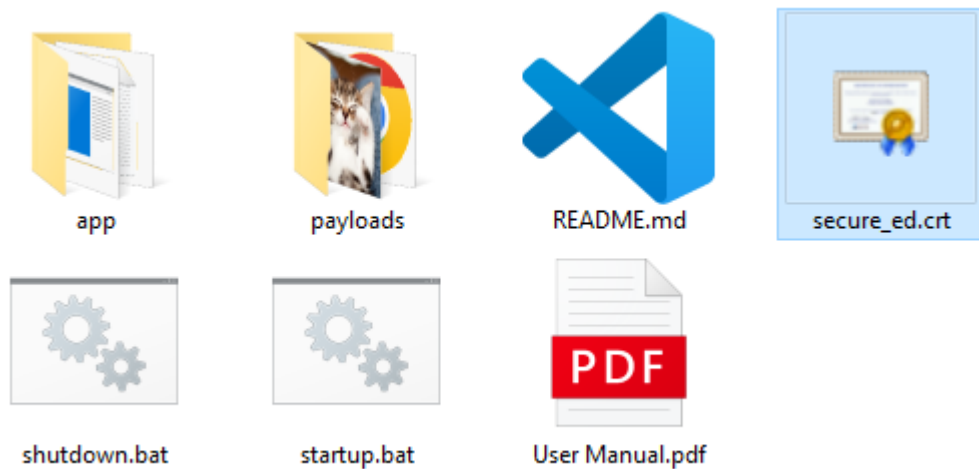 app
payloads
README.md
secure_ed.crt
PDF
shutdown.bat
startup.bat
User Manual.pdf